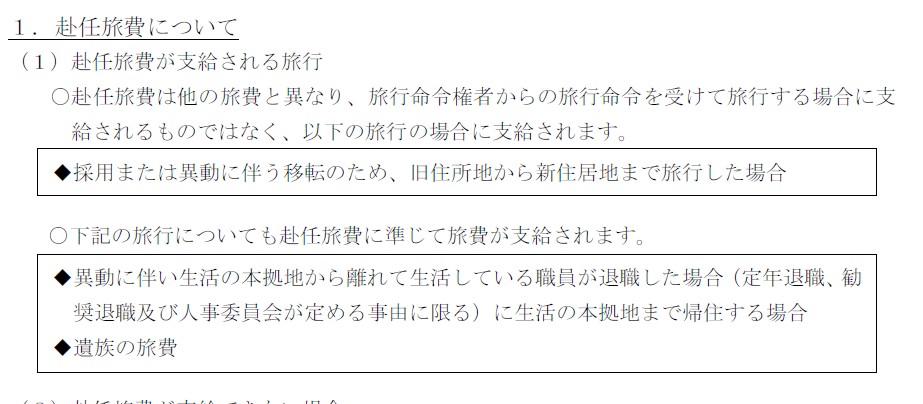 １．赴任旅費について
（１）赴任旅費が支給される旅行
○赴任旅費は他の旅費と異なり、旅行命令権者からの旅行命令を受けて旅行する場合に支
給されるものではなく、以下の旅行の場合に支給されます。
◆採用または異動に伴う移転のため、旧住所地から新住居地まで旅行した場合
○下記の旅行についても赴任旅費に準じて旅費が支給されます。
◆異動に伴い生活の本拠地から離れて生活している職員が退職した場合（定年退職、勧
奨退職及び人事委員会が定める事由に限る）に生活の本拠地まで帰住する場合
◆遺族の旅費